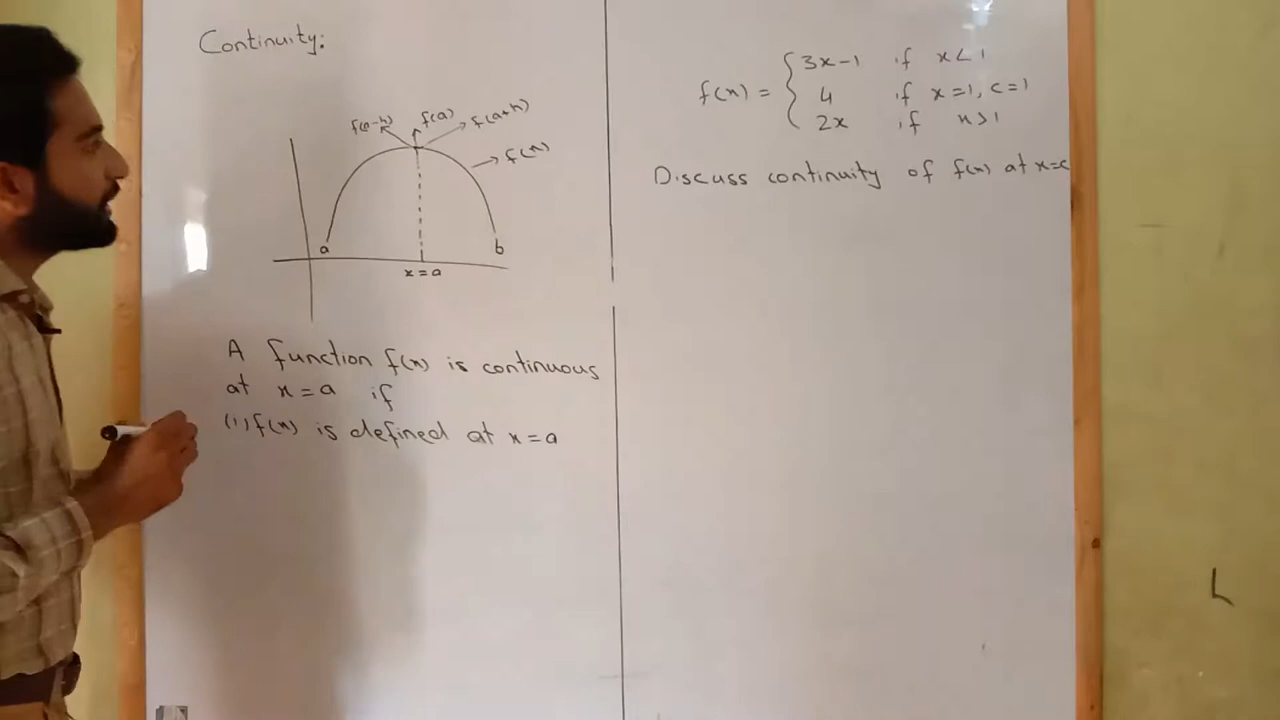 Continuity:
f(a-h) f(a) f(a+h)
f(x)
a b
x = a
A function f(x) is continuous
at x = a if
(i) f(x) is defined at x = a
f(x) = { 3x-1 if x < 1
4 if x = 1, c = 1
2x if x > 1
Discuss continuity of f(x) at x=c